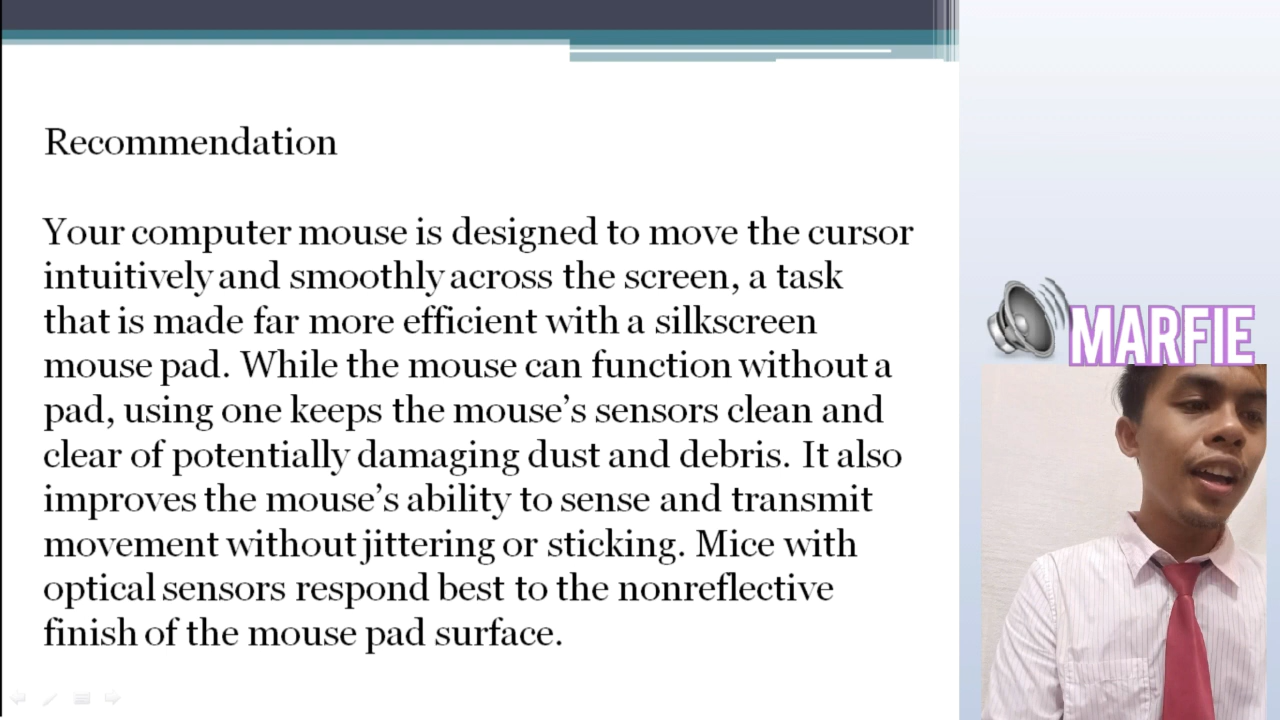 Recommendation
Your computer mouse is designed to move the cursor
intuitively and smoothly across the screen, a task
that is made far more efficient with a silkscreen
mouse pad. While the mouse can function without a
pad, using one keeps the mouse’s sensors clean and
clear of potentially damaging dust and debris. It also
improves the mouse’s ability to sense and transmit
movement without jittering or sticking. Mice with
optical sensors respond best to the nonreflective
finish of the mouse pad surface.
MARFIE